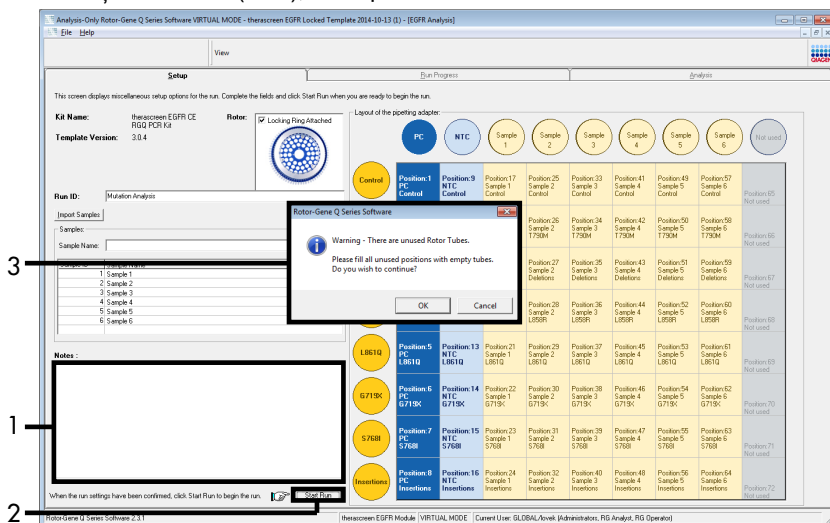 Analysis-Only Rotor-Gene Q Series Software VIRTUAL MODE - therascreen EGFR Locked Template 2014-10-13 (1) - [EGFR Analysis]
File Help
View
QIAGEN
Setup
Run Progress
Analysis
This screen displays miscellaneous setup options for the run. Complete the fields and click Start Run when you are ready to begin the run.
Kit Name: therascreen EGFR CE RGQ PCR Kit
Rotor:
Locking Ring Attached
Template Version: 3.0.4
Run ID: Mutation Analysis
Import Samples
Samples:
Sample Name:
Sample ID Sample Name
1 Sample 1
2 Sample 2
3 Sample 3
4 Sample 4
5 Sample 5
6 Sample 6
Notes :
When the run settings have been confirmed, click Start Run to begin the run.
Start Run
Layout of the pipetting adapter:
PC NTC Sample 1 Sample 2 Sample 3 Sample 4 Sample 5 Sample 6 Not used
Control
Position:1 Position:9 Position:17 Position:25 Position:33 Position:41 Position:49 Position:57
PC NTC Sample 1 Sample 2 Sample 3 Sample 4 Sample 5 Sample 6 Position:65
Control Control Control Control Control Control Control Control Not used
Position:26 Position:34 Position:42 Position:50 Position:58
Sample 2 Sample 3 Sample 4 Sample 5 Sample 6 Position:66
T790M T790M T790M T790M T790M Not used
Position:27 Position:35 Position:43 Position:51 Position:59
Sample 2 Sample 3 Sample 4 Sample 5 Sample 6 Position:67
Deletions Deletions Deletions Deletions Deletions Not used
Position:28 Position:36 Position:44 Position:52 Position:60
Sample 2 Sample 3 Sample 4 Sample 5 Sample 6 Position:68
L858R L858R L858R L858R L858R Not used
L861Q
Position:5 Position:13 Position:21 Position:29 Position:37 Position:45 Position:53 Position:61
PC NTC Sample 1 Sample 2 Sample 3 Sample 4 Sample 5 Sample 6 Position:69
L861Q L861Q L861Q L861Q L861Q L861Q L861Q L861Q Not used
G719X
Position:6 Position:14 Position:22 Position:30 Position:38 Position:46 Position:54 Position:62
PC NTC Sample 1 Sample 2 Sample 3 Sample 4 Sample 5 Sample 6 Position:70
G719X G719X G719X G719X G719X G719X G719X G719X Not used
S768I
Position:7 Position:15 Position:23 Position:31 Position:39 Position:47 Position:55 Position:63
PC NTC Sample 1 Sample 2 Sample 3 Sample 4 Sample 5 Sample 6 Position:71
S768I S768I S768I S768I S768I S768I S768I S768I Not used
Insertions
Position:8 Position:16 Position:24 Position:32 Position:40 Position:48 Position:56 Position:64
PC NTC Sample 1 Sample 2 Sample 3 Sample 4 Sample 5 Sample 6 Position:72
Insertions Insertions Insertions Insertions Insertions Insertions Insertions Insertions Not used
Rotor-Gene Q Series Software
Warning - There are unused Rotor Tubes.
Please fill all unused positions with empty tubes.
Do you wish to continue?
OK Cancel
3
1
2
Rotor-Gene Q Series Software 2.3.1 therascreen EGFR Module VIRTUAL MODE Current User: GLOBAL/lovek (Administrators, RG Analyst, RG Operator)